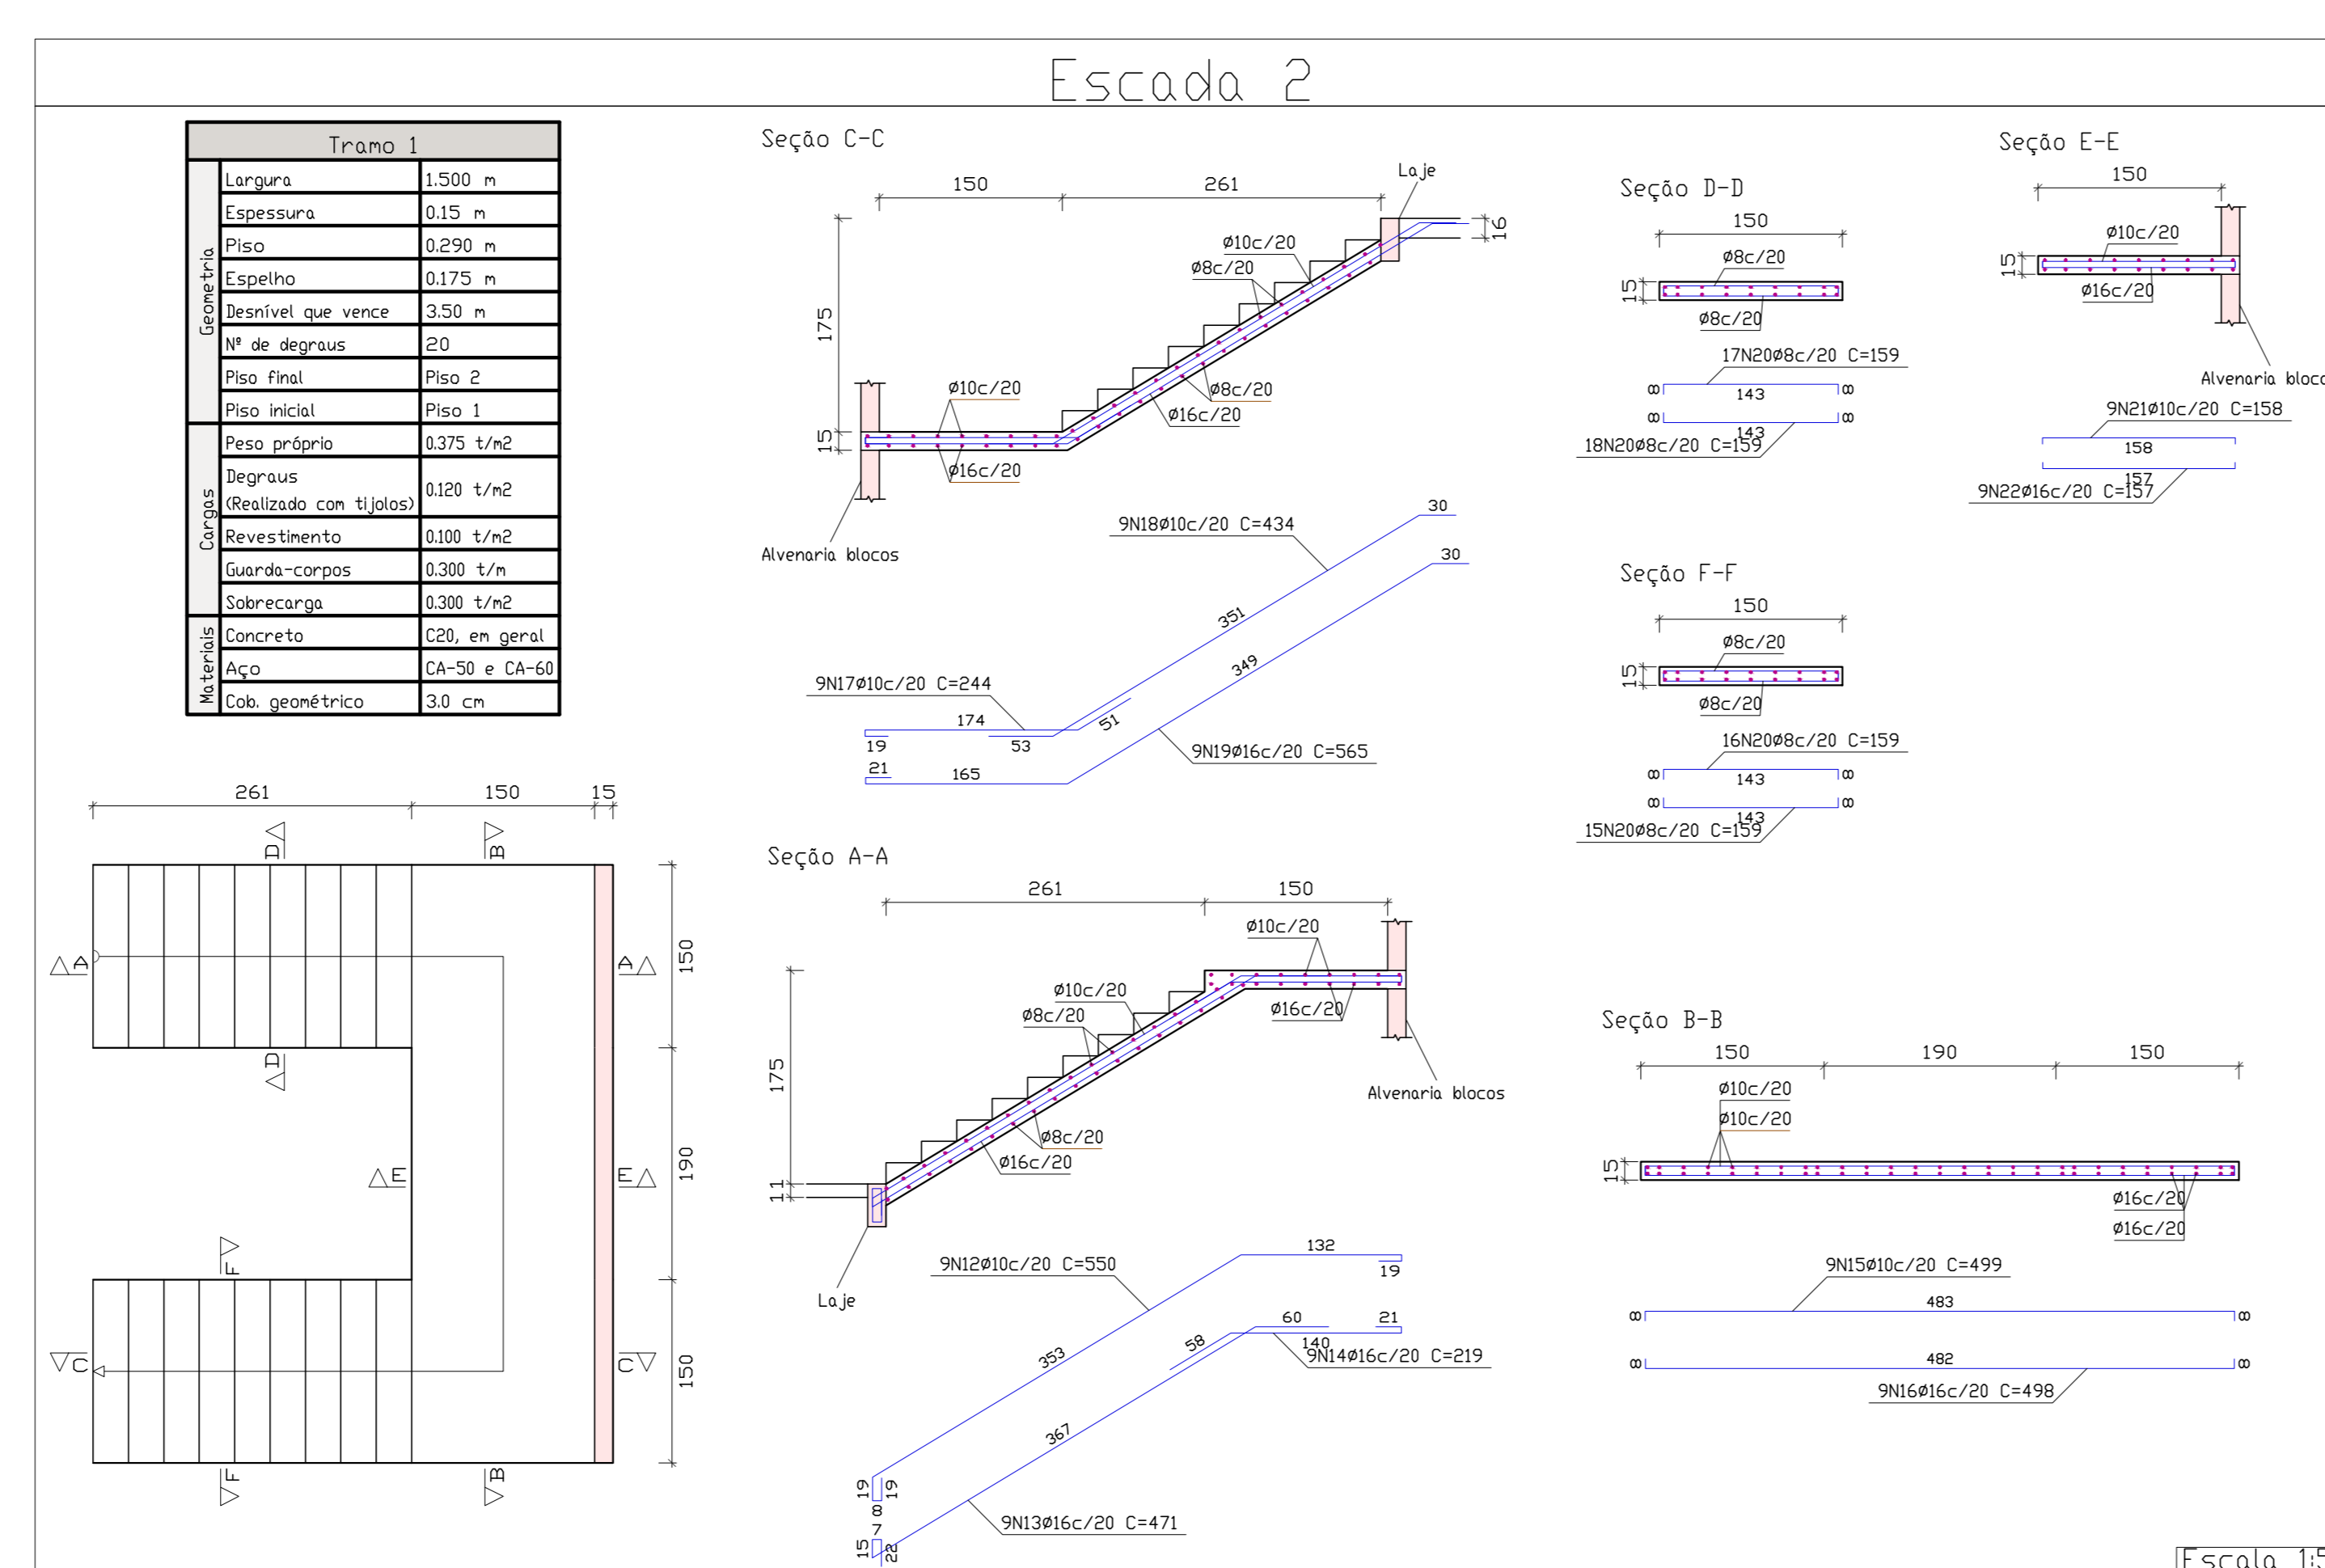 Escada 2
Tramo 1
Geometria
Largura 1.500 m
Espessura 0.15 m
Piso 0.290 m
Espelho 0.175 m
Desnível que vence 3.50 m
Nº de degraus 20
Piso final Piso 2
Piso inicial Piso 1
Cargas
Peso próprio 0.375 t/m2
Degraus
(Realizado com tijolos) 0.120 t/m2
Revestimento 0.100 t/m2
Guarda-corpos 0.300 t/m
Sobrecarga 0.300 t/m2
Materiais
Concreto C20, em geral
Aço CA-50 e CA-60
Cob. geométrico 3.0 cm
261 150 15
D B
A A
150
D
190
E E
F
C C
150
F B
Seção C-C
Laje
150 261
16
Ø10c/20
Ø8c/20
175
Ø10c/20
Ø8c/20
Ø16c/20
15
Ø16c/20
Alvenaria blocos
9N18Ø10c/20 C=434
30
30
351
349
9N17Ø10c/20 C=244
174
51
19 53
9N19Ø16c/20 C=565
21
165
Seção A-A
261 150
Ø10c/20
Ø10c/20
Ø8c/20
Ø16c/20
175
Alvenaria blocos
Ø8c/20
Ø16c/20
11
Laje
9N12Ø10c/20 C=550
132
19
60 21
58
140
9N14Ø16c/20 C=219
353
367
19 19
8
7
15 22
9N13Ø16c/20 C=471
Seção D-D
150
Ø8c/20
15
Ø8c/20
17N20Ø8c/20 C=159
8 143 8
8 143 8
18N20Ø8c/20 C=159
Seção E-E
150
Ø10c/20
15
Ø16c/20
9N21Ø10c/20 C=158
158
157
9N22Ø16c/20 C=157
Seção F-F
150
Ø8c/20
15
Ø8c/20
16N20Ø8c/20 C=159
8 143 8
8 143 8
15N20Ø8c/20 C=159
Seção B-B
150 190 150
Ø10c/20
Ø10c/20
15
Ø16c/20
Ø16c/20
9N15Ø10c/20 C=499
8 483 8
8 482 8
9N16Ø16c/20 C=498